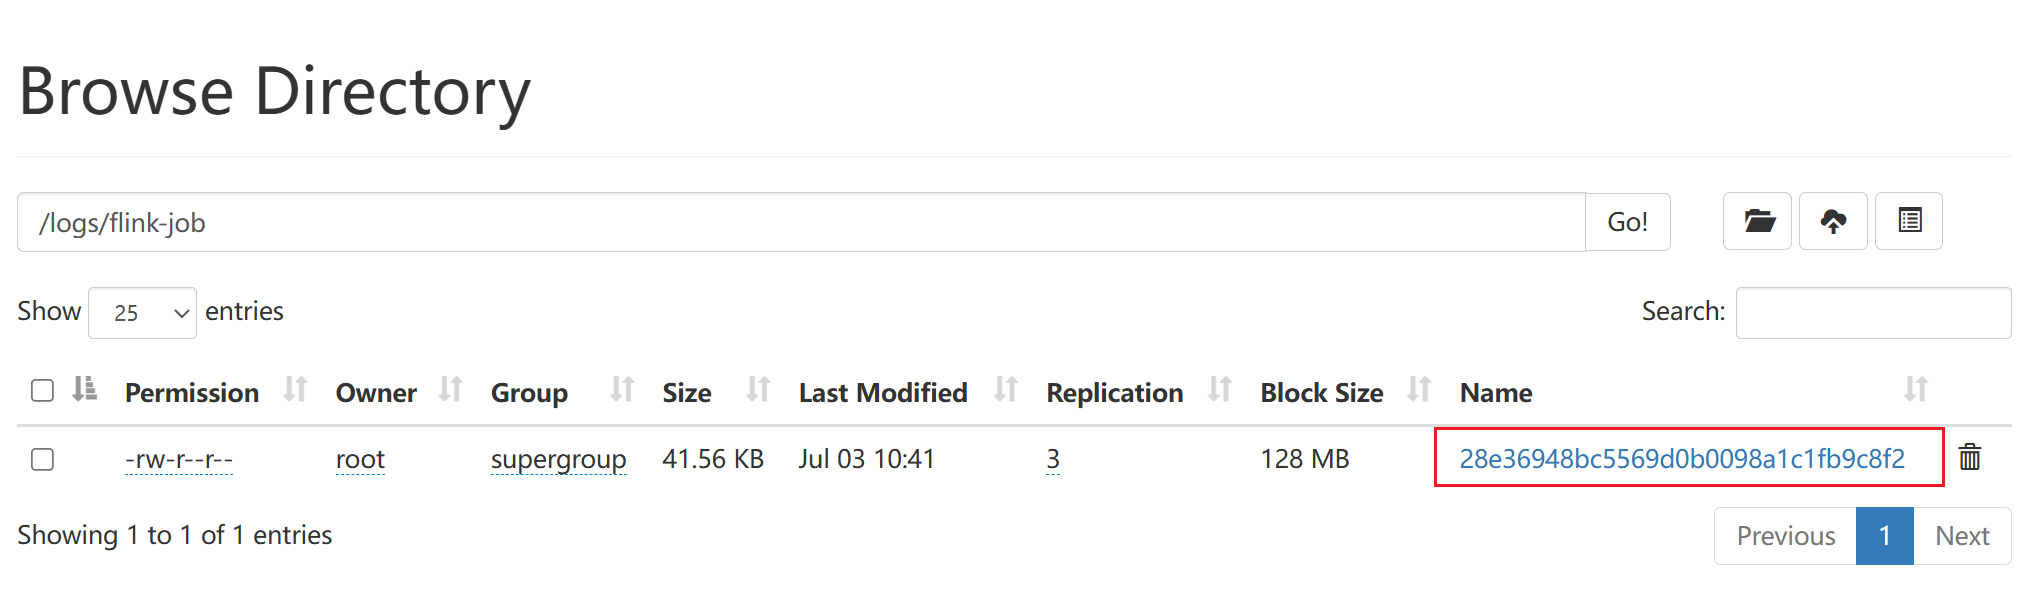 Browse Directory
/logs/flink-job Go!
Show 25 entries Search:
Permission Owner Group Size Last Modified Replication Block Size Name
-rw-r--r-- root supergroup 41.56 KB Jul 03 10:41 3 128 MB 28e36948bc5569d0b0098a1c1fb9c8f2
Showing 1 to 1 of 1 entries Previous 1 Next